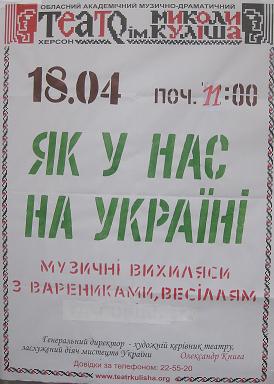 ОБЛАСНИЙ АКАДЕМІЧНИЙ МУЗИЧНО-ДРАМАТИЧНИЙ
ТЕАТР ім. МИКОЛИ КУЛІША
ХЕРСОН
18.04 ПОЧ. 11:00
ЯК У НАС
НА УКРАЇНІ
МУЗИЧНІ ВИХИЛЯСИ
З ВАРЕНИКАМИ, ВЕСІЛЛЯМ
Генеральний директор - художній керівник театру,
заслужений діяч мистецтв України Олександр Книга
Довідки за телефоном: 22-55-20
www.teatrkulisha.org